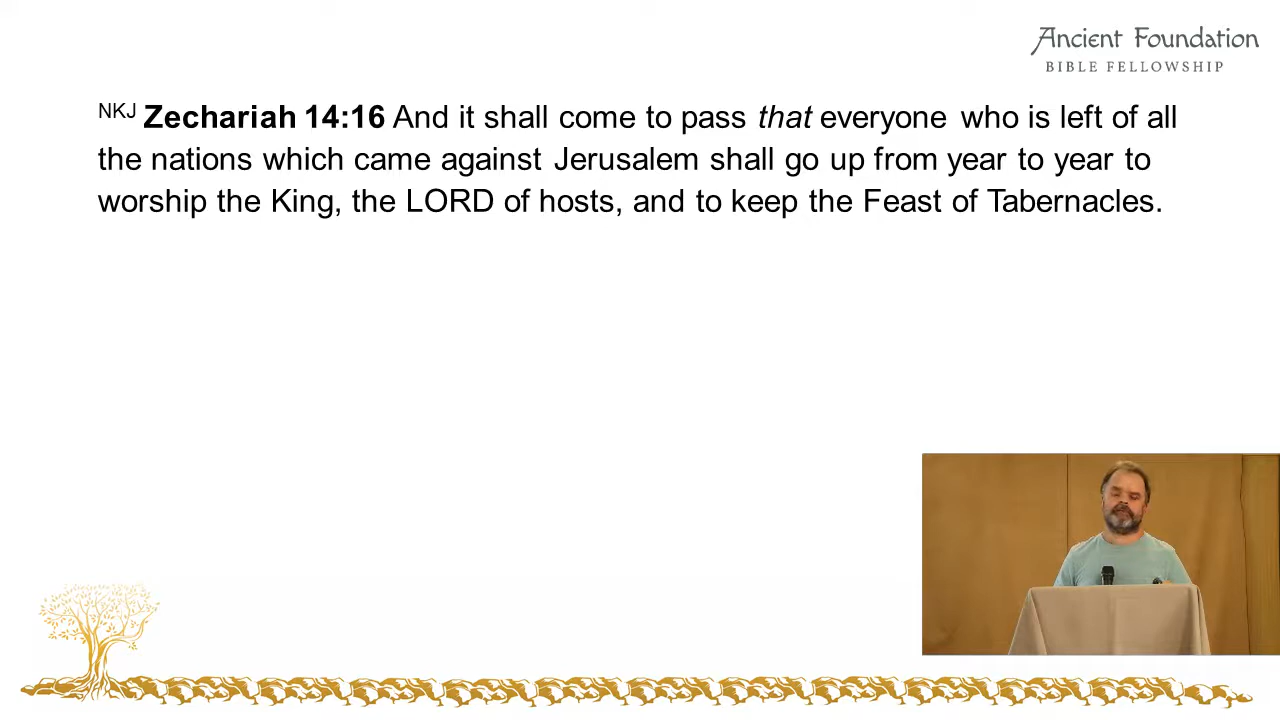 Ancient Foundation
BIBLE FELLOWSHIP
NKJ Zechariah 14:16 And it shall come to pass that everyone who is left of all
the nations which came against Jerusalem shall go up from year to year to
worship the King, the LORD of hosts, and to keep the Feast of Tabernacles.